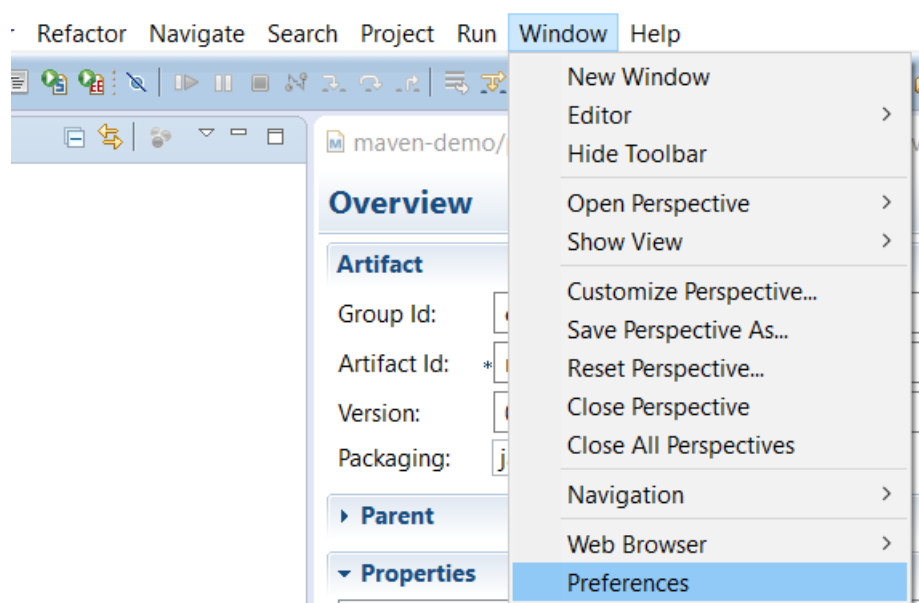 Refactor Navigate Search Project Run Window Help
New Window
Editor
Hide Toolbar
Open Perspective
Show View
Customize Perspective...
Save Perspective As...
Reset Perspective...
Close Perspective
Close All Perspectives
Navigation
Web Browser
Preferences
maven-demo/
Overview
Artifact
Group Id:
Artifact Id: *
Version:
Packaging:
Parent
Properties